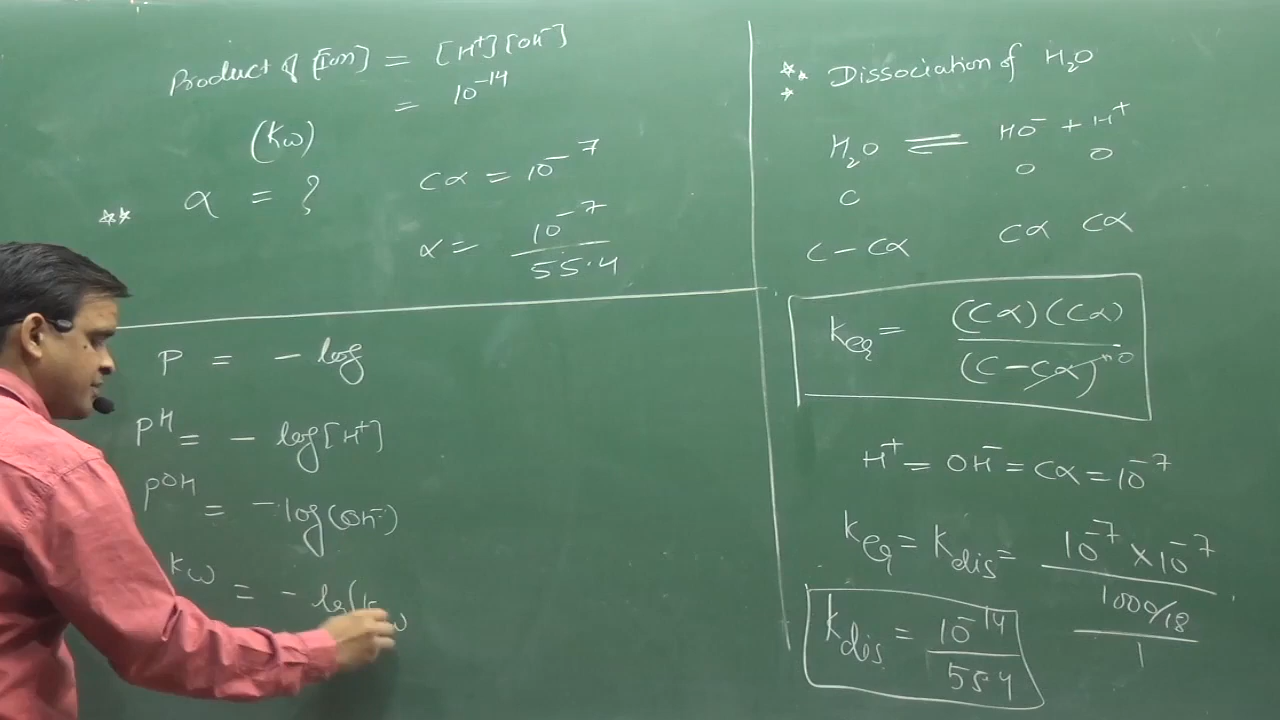 Product of [Ion] = [H⁺][OH⁻]
= 10⁻¹⁴
(Kw)
** α = ?
Cα = 10⁻⁷
α = 10⁻⁷ / 55.4
P = - log
pH = - log[H⁺]
pOH = - log(OH⁻)
Kw = - log(
** Dissociation of H₂O
*
H₂O ⇌ HO⁻ + H⁺
C 0 0
C - Cα Cα Cα
Keq = (Cα)(Cα) / (C - Cα)≈0
H⁺ = OH⁻ = Cα = 10⁻⁷
Keq = Kdis = 10⁻⁷ × 10⁻⁷ / 1000/18 / 1
Kdis = 10⁻¹⁴ / 55.4